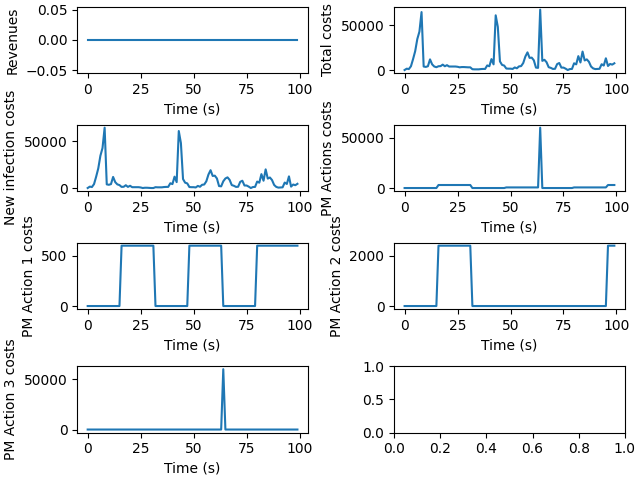 Revenues
0.05
0.00
−0.05
0 25 50 75 100
Time (s)
Total costs
50000
0
0 25 50 75 100
Time (s)
New infection costs
50000
0
0 25 50 75 100
Time (s)
PM Actions costs
50000
0
0 25 50 75 100
Time (s)
PM Action 1 costs
500
0
0 25 50 75 100
Time (s)
PM Action 2 costs
2000
0
0 25 50 75 100
Time (s)
PM Action 3 costs
50000
0
0 25 50 75 100
Time (s)
1.0
0.5
0.0
0.0 0.2 0.4 0.6 0.8 1.0